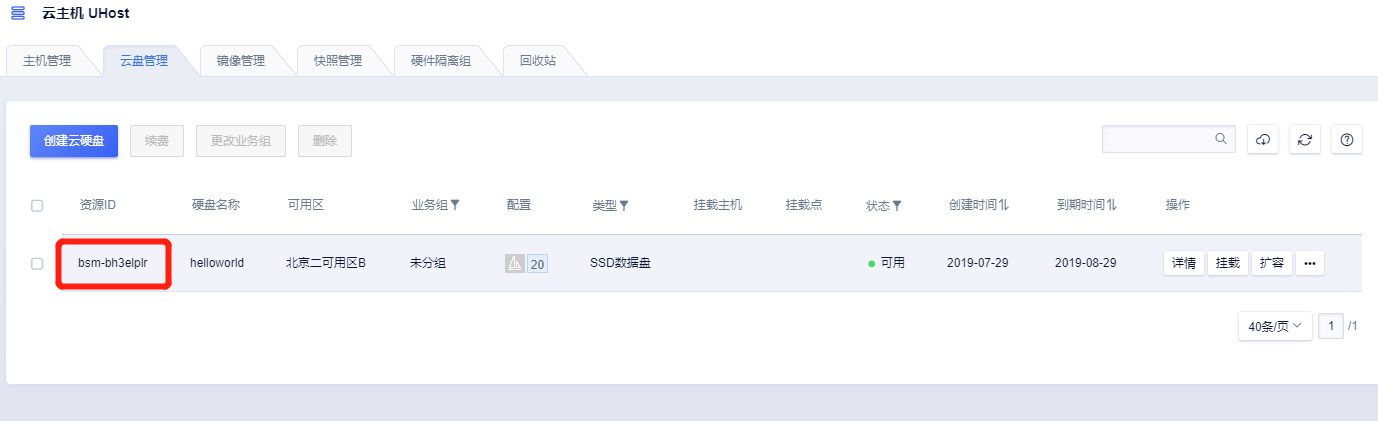 云主机 UHost
主机管理 云盘管理 镜像管理 快照管理 硬件隔离组 回收站
创建云硬盘 续费 更改业务组 删除
资源ID 硬盘名称 可用区 业务组 配置 类型 挂载主机 挂载点 状态 创建时间 到期时间 操作
bsm-bh3elplr helloworld 北京二可用区B 未分组 20 SSD数据盘 可用 2019-07-29 2019-08-29 详情 挂载 扩容 •••
40条/页 1 /1